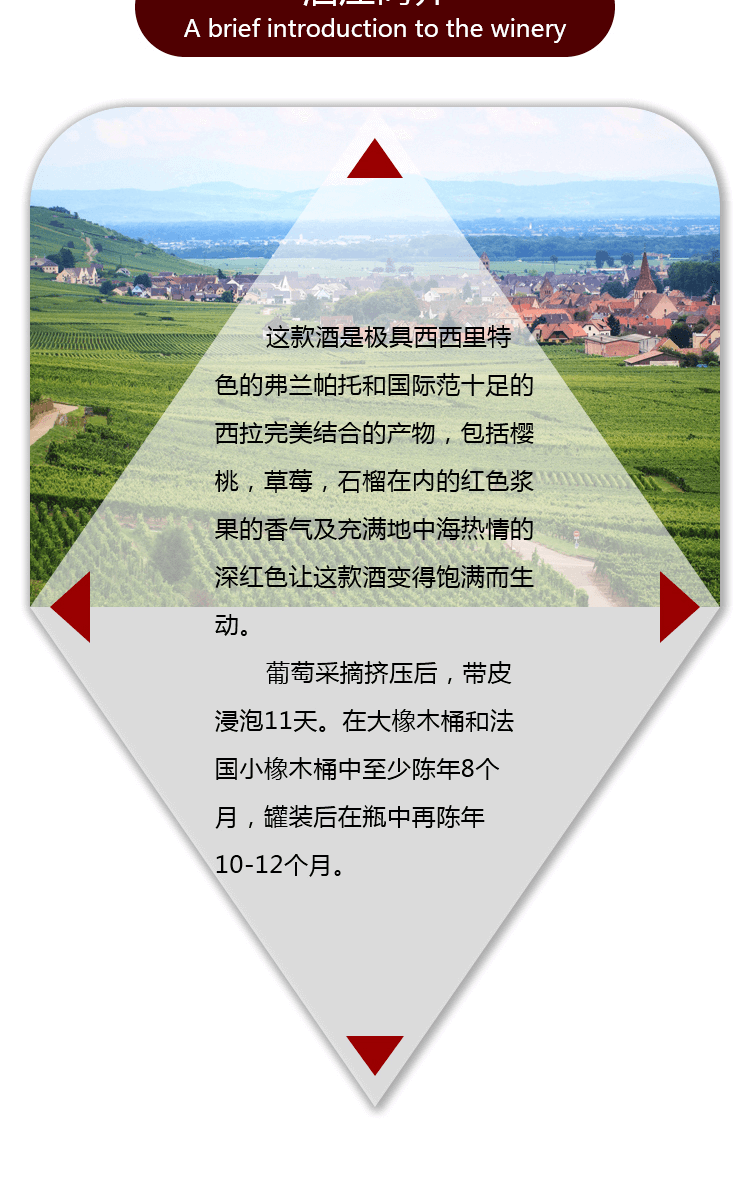 A brief introduction to the winery
这款酒是极具西西里特
色的弗兰帕托和国际范十足的
西拉完美结合的产物，包括樱
桃，草莓，石榴在内的红色浆
果的香气及充满地中海热情的
深红色让这款酒变得饱满而生
动。
葡萄采摘挤压后，带皮
浸泡11天。在大橡木桶和法
国小橡木桶中至少陈年8个
月，罐装后在瓶中再陈年
10-12个月。